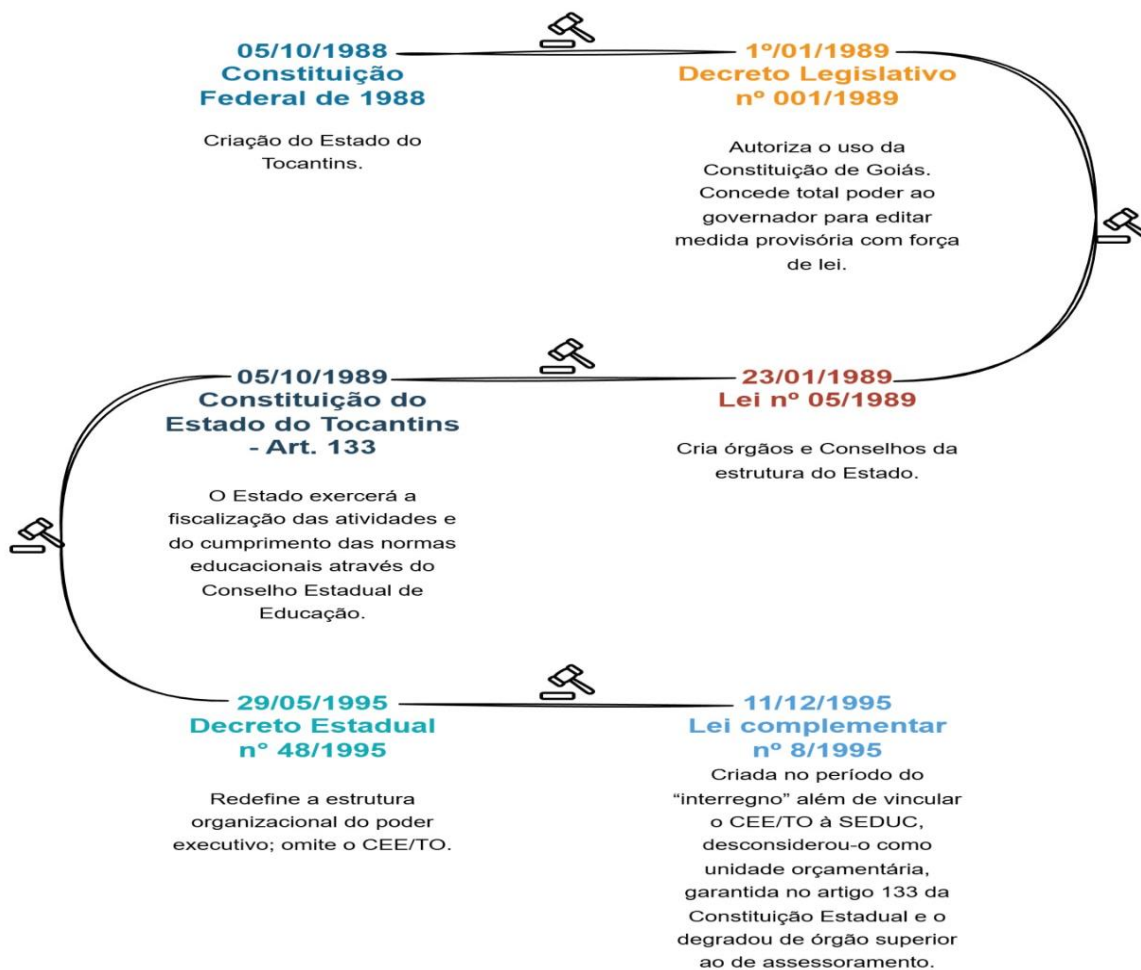 05/10/1988
Constituição
Federal de 1988
Criação do Estado do
Tocantins.
1º/01/1989
Decreto Legislativo
nº 001/1989
Autoriza o uso da
Constituição de Goiás.
Concede total poder ao
governador para editar
medida provisória com força
de lei.
23/01/1989
Lei nº 05/1989
Cria órgãos e Conselhos da
estrutura do Estado.
05/10/1989
Constituição do
Estado do Tocantins
- Art. 133
O Estado exercerá a
fiscalização das atividades e
do cumprimento das normas
educacionais através do
Conselho Estadual de
Educação.
29/05/1995
Decreto Estadual
n° 48/1995
Redefine a estrutura
organizacional do poder
executivo; omite o CEE/TO.
11/12/1995
Lei complementar
nº 8/1995
Criada no período do
“interregno” além de vincular
o CEE/TO à SEDUC,
desconsiderou-o como
unidade orçamentária,
garantida no artigo 133 da
Constituição Estadual e o
degradou de órgão superior
ao de assessoramento.